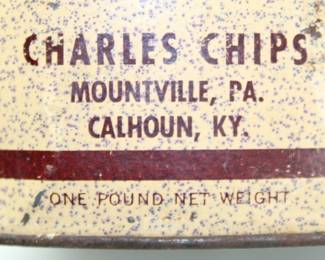 CHARLES CHIPS
MOUNTVILLE, PA.
CALHOUN, KY.
ONE POUND NET WEIGHT